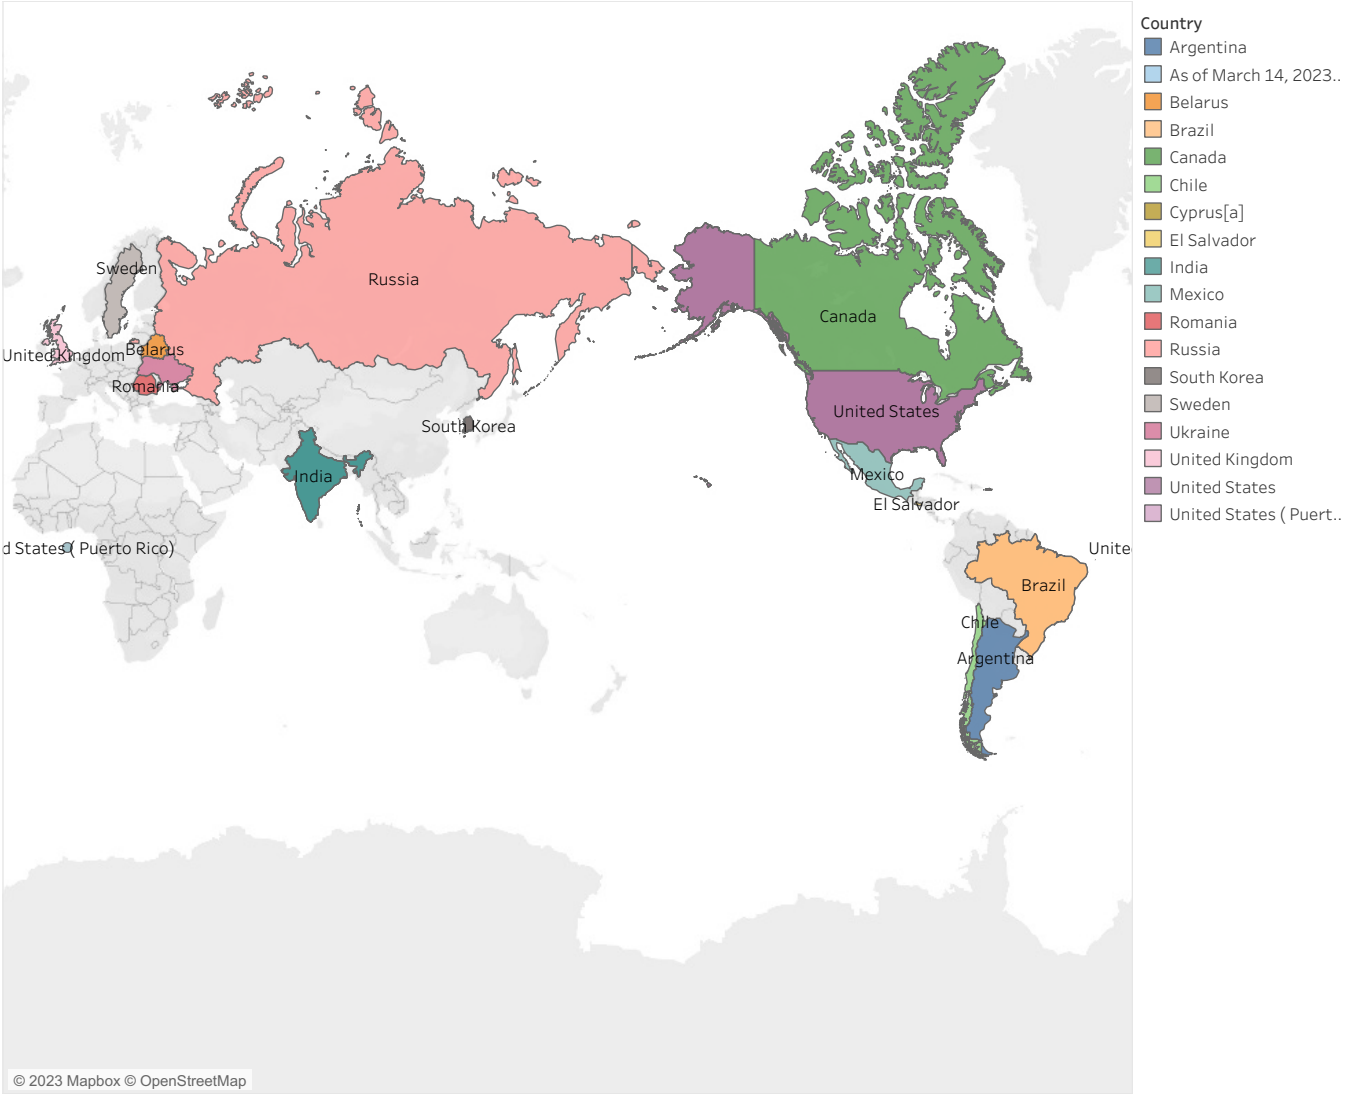 Country
Argentina
As of March 14, 2023..
Belarus
Brazil
Canada
Chile
Cyprus[a]
El Salvador
India
Mexico
Romania
Russia
South Korea
Sweden
Ukraine
United Kingdom
United States
United States ( Puert..
Sweden
Russia
Canada
United Kingdom
Belarus
Romania
United States
South Korea
India
Mexico
El Salvador
d States ( Puerto Rico)
Unite
Brazil
Chile
Argentina
© 2023 Mapbox © OpenStreetMap